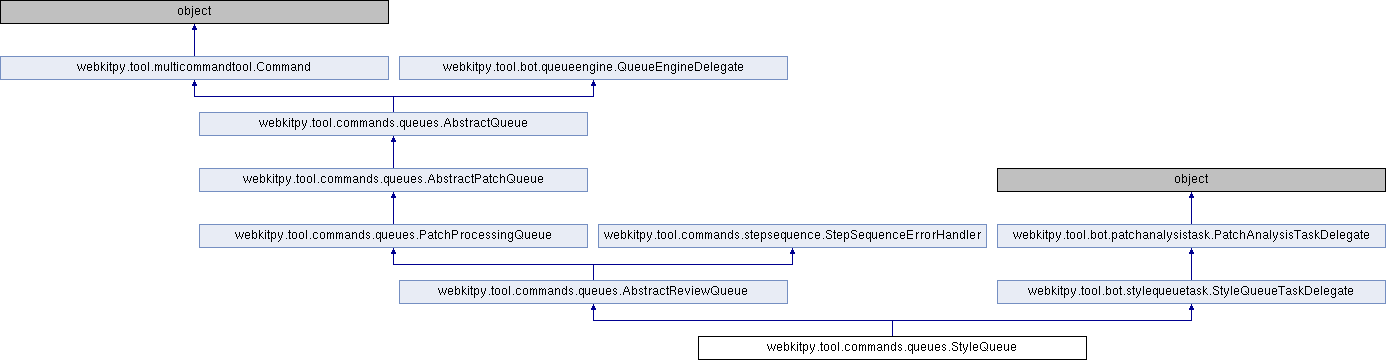 object
webkitpy.tool.multicommandtool.Command
webkitpy.tool.bot.queueengine.QueueEngineDelegate
webkitpy.tool.commands.queues.AbstractQueue
webkitpy.tool.commands.queues.AbstractPatchQueue
object
webkitpy.tool.commands.queues.PatchProcessingQueue
webkitpy.tool.commands.stepsequence.StepSequenceErrorHandler
webkitpy.tool.bot.patchanalysistask.PatchAnalysisTaskDelegate
webkitpy.tool.commands.queues.AbstractReviewQueue
webkitpy.tool.bot.stylequeuetask.StyleQueueTaskDelegate
webkitpy.tool.commands.queues.StyleQueue